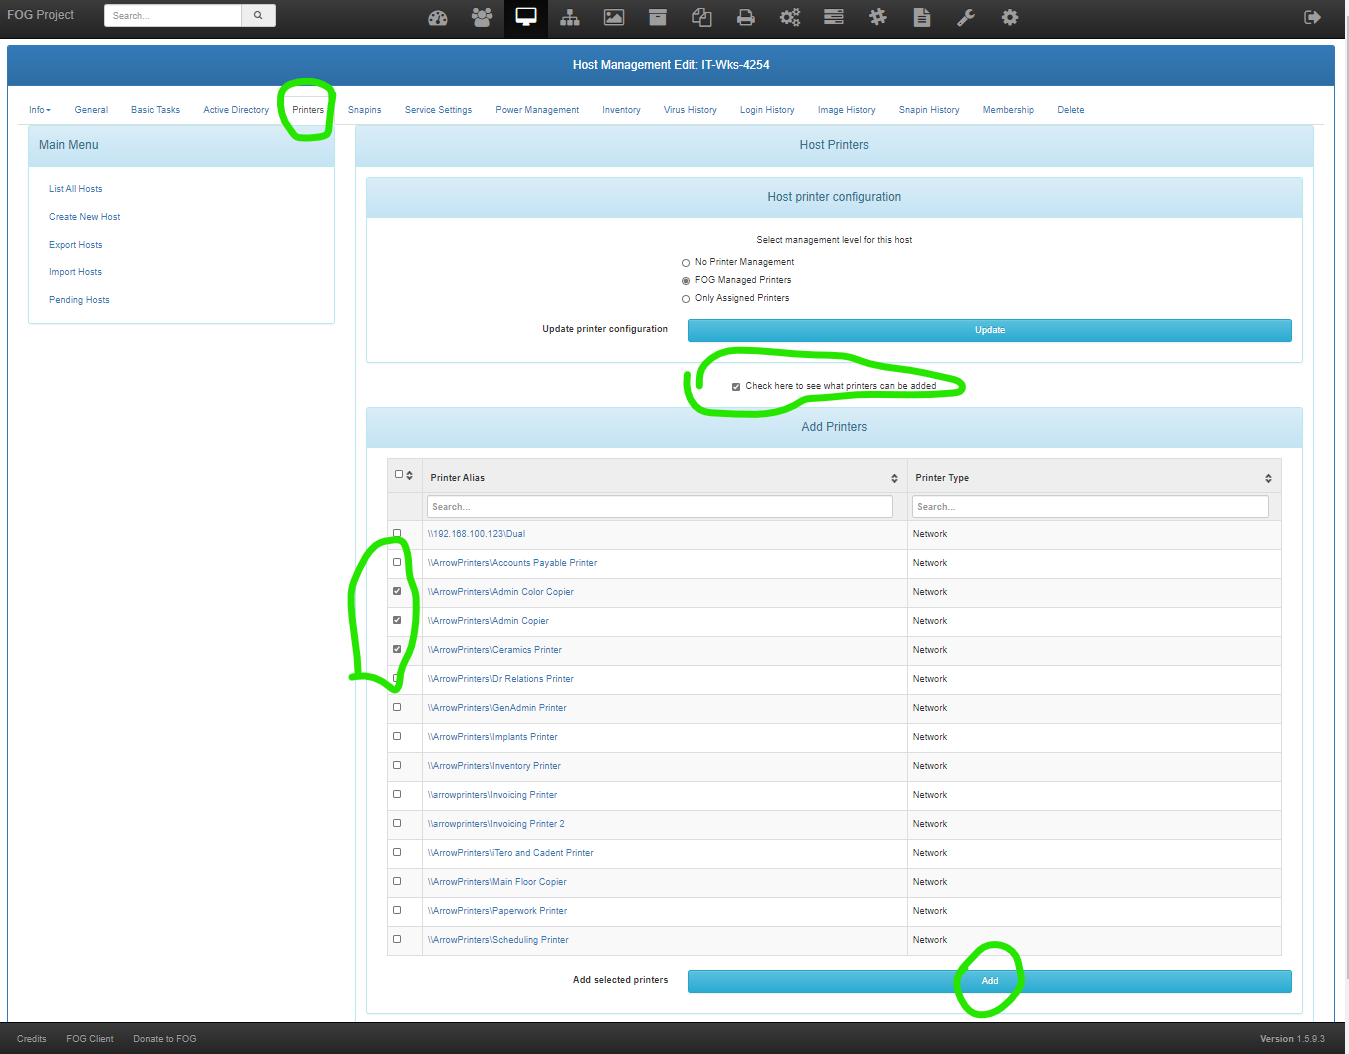 FOG Project
Search...
Host Management Edit: IT-Wks-4254
Info General Basic Tasks Active Directory Printers Snapins Service Settings Power Management Inventory Virus History Login History Image History Snapin History Membership Delete
Main Menu
List All Hosts
Create New Host
Export Hosts
Import Hosts
Pending Hosts
Host Printers
Host printer configuration
Select management level for this host
No Printer Management
FOG Managed Printers
Only Assigned Printers
Update printer configuration Update
Check here to see what printers can be added
Add Printers
Printer Alias Printer Type
Search... Search...
\\192.168.100.123\Dual Network
\\ArrowPrinters\Accounts Payable Printer Network
\\ArrowPrinters\Admin Color Copier Network
\\ArrowPrinters\Admin Copier Network
\\ArrowPrinters\Ceramics Printer Network
\\ArrowPrinters\Dr Relations Printer Network
\\ArrowPrinters\GenAdmin Printer Network
\\ArrowPrinters\Implants Printer Network
\\ArrowPrinters\Inventory Printer Network
\\arrowprinters\Invoicing Printer Network
\\arrowprinters\Invoicing Printer 2 Network
\\ArrowPrinters\iTero and Cadent Printer Network
\\ArrowPrinters\Main Floor Copier Network
\\ArrowPrinters\Paperwork Printer Network
\\ArrowPrinters\Scheduling Printer Network
Add selected printers Add
Credits FOG Client Donate to FOG Version 1.5.9.3